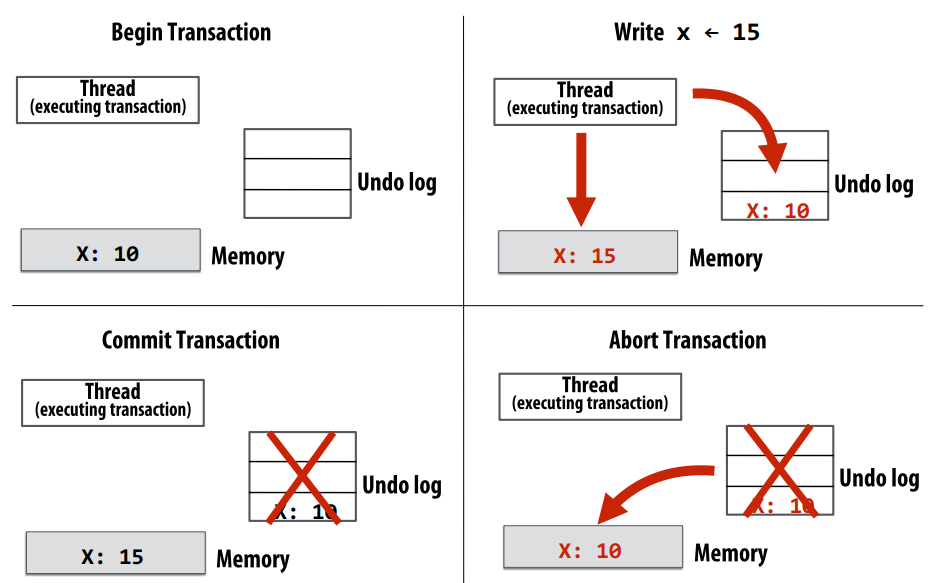 Begin Transaction
Thread
(executing transaction)
Undo log
X: 10
Memory
Write x ← 15
Thread
(executing transaction)
Undo log
X: 10
X: 15
Memory
Commit Transaction
Thread
(executing transaction)
Undo log
X: 10
X: 15
Memory
Abort Transaction
Thread
(executing transaction)
Undo log
X: 10
X: 10
Memory